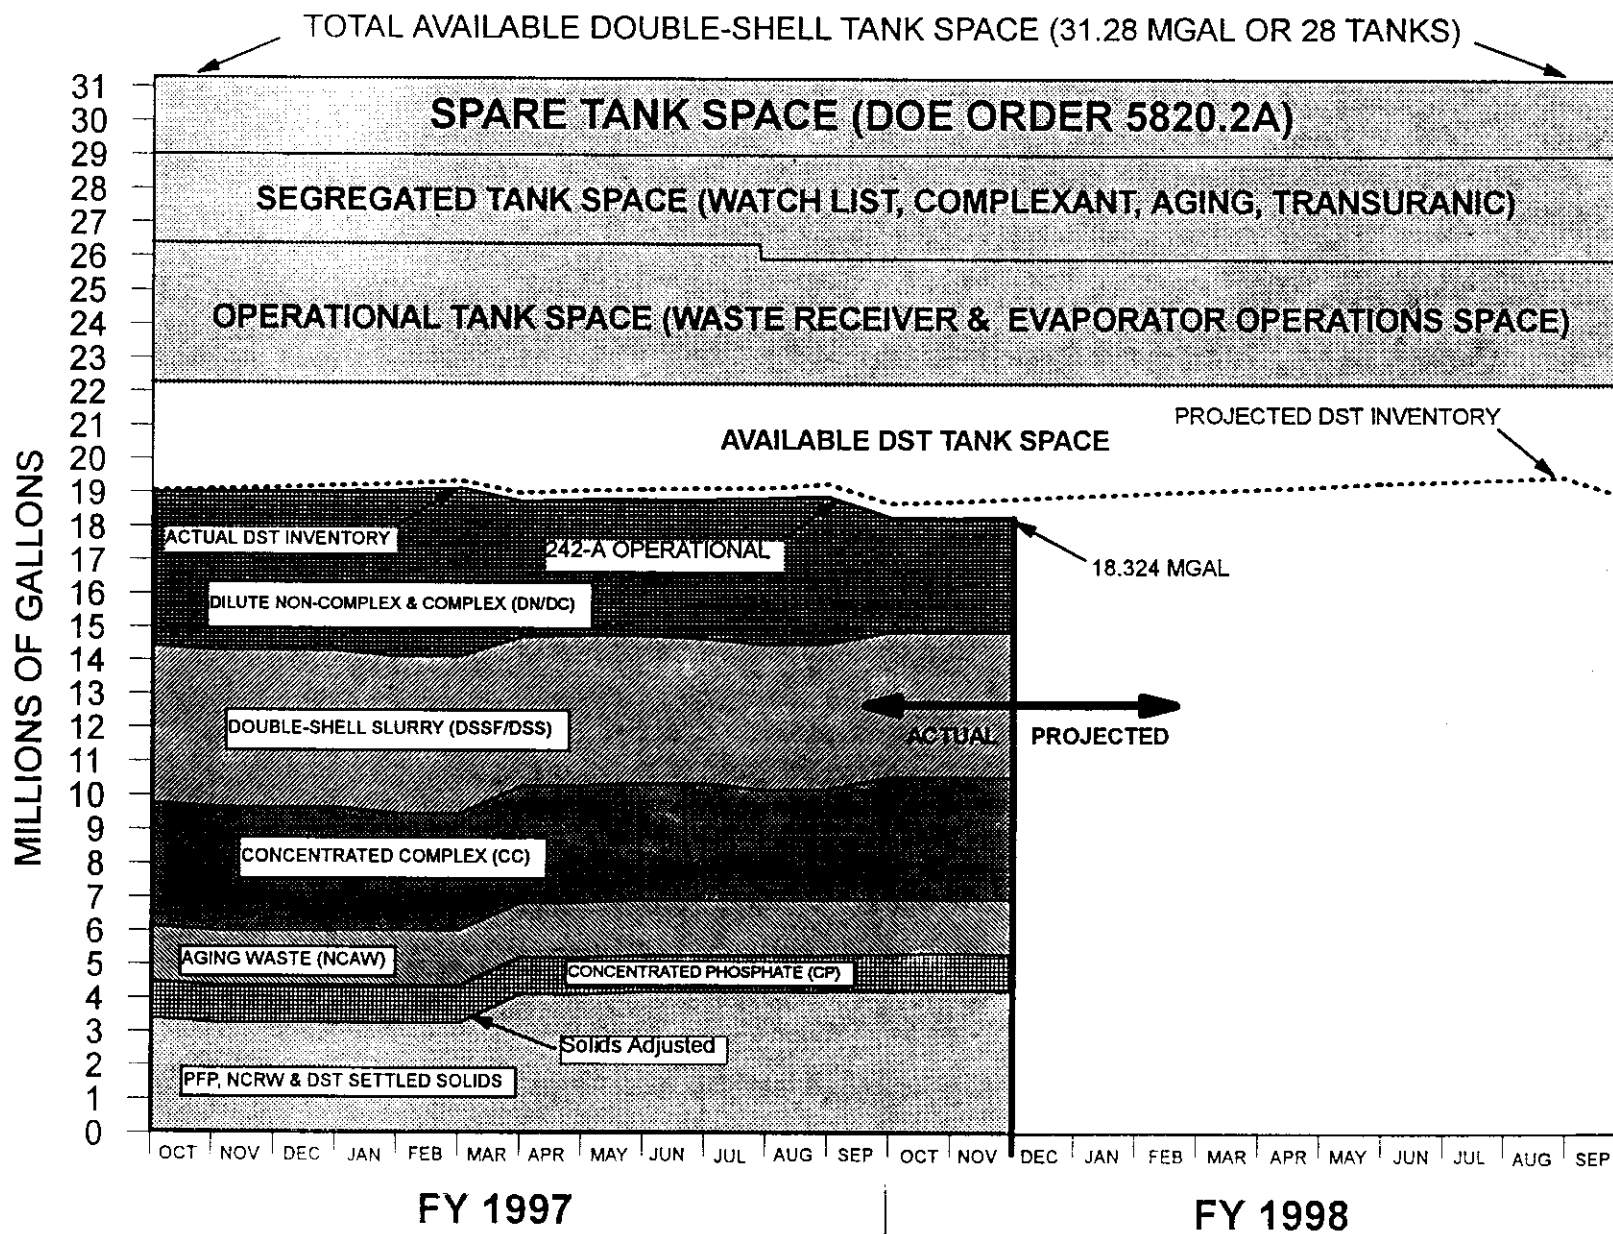 TOTAL AVAILABLE DOUBLE-SHELL TANK SPACE (31.28 MGAL OR 28 TANKS)
31
30
29
28
27
26
25
24
23
22
21
20
19
18
17
16
15
14
13
12
11
10
9
8
7
6
5
4
3
2
1
0
MILLIONS OF GALLONS
SPARE TANK SPACE (DOE ORDER 5820.2A)
SEGREGATED TANK SPACE (WATCH LIST, COMPLEXANT, AGING, TRANSURANIC)
OPERATIONAL TANK SPACE (WASTE RECEIVER & EVAPORATOR OPERATIONS SPACE)
PROJECTED DST INVENTORY
AVAILABLE DST TANK SPACE
ACTUAL DST INVENTORY
242-A OPERATIONAL
18.324 MGAL
DILUTE NON-COMPLEX & COMPLEX (DN/DC)
DOUBLE-SHELL SLURRY (DSSF/DSS)
ACTUAL PROJECTED
CONCENTRATED COMPLEX (CC)
AGING WASTE (NCAW)
CONCENTRATED PHOSPHATE (CP)
Solids Adjusted
PFP, NCRW & DST SETTLED SOLIDS
OCT NOV DEC JAN FEB MAR APR MAY JUN JUL AUG SEP OCT NOV DEC JAN FEB MAR APR MAY JUN JUL AUG SEP
FY 1997 FY 1998